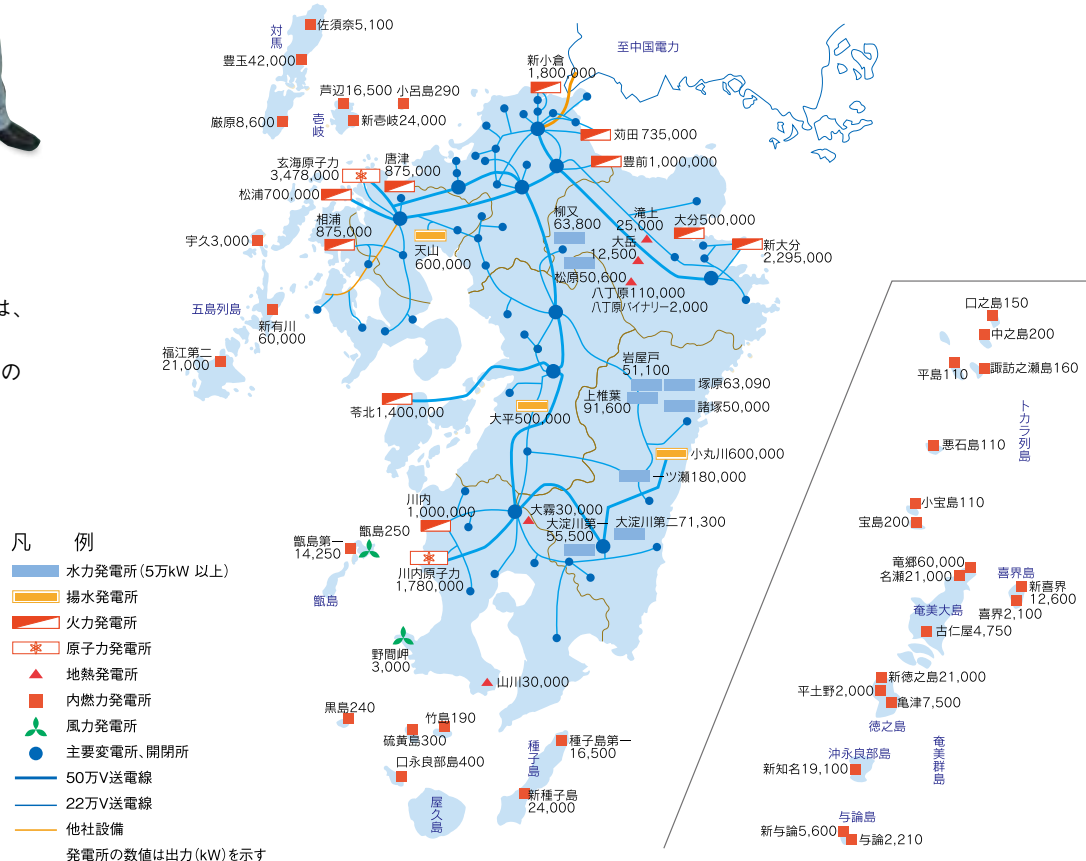 は、
の
対馬
佐須奈5,100
豊玉42,000
厳原8,600
芦辺16,500
小呂島290
壱岐
新壱岐24,000
至中国電力
新小倉
1,800,000
苅田 735,000
豊前1,000,000
玄海原子力
3,478,000
唐津
875,000
松浦700,000
相浦
875,000
宇久3,000
天山
600,000
柳又
63,800
滝上
25,000
大分500,000
大岳
12,500
新大分
2,295,000
松原50,600
八丁原110,000
八丁原バイナリー2,000
五島列島
新有川
60,000
福江第二
21,000
苓北1,400,000
大平500,000
岩屋戸
51,100
塚原63,090
上椎葉
91,600
諸塚50,000
小丸川600,000
一ツ瀬180,000
川内
1,000,000
大霧30,000
大淀川第一
55,500
大淀川第二71,300
甑島250
甑島第一
14,250
甑島
川内原子力
1,780,000
野間岬
3,000
山川30,000
黒島240
竹島190
硫黄島300
口永良部島400
屋久島
種子島
種子島第一
16,500
新種子島
24,000
口之島150
中之島200
平島110
諏訪之瀬島160
トカラ列島
悪石島110
小宝島110
宝島200
竜郷60,000
名瀬21,000
喜界島
新喜界
12,600
喜界2,100
奄美大島
古仁屋4,750
新徳之島21,000
平土野2,000
亀津7,500
徳之島
奄美群島
沖永良部島
新知名19,100
与論島
新与論5,600
与論2,210
凡 例
水力発電所(5万kW 以上)
揚水発電所
火力発電所
原子力発電所
地熱発電所
内燃力発電所
風力発電所
主要変電所、開閉所
50万V送電線
22万V送電線
他社設備
発電所の数値は出力(kW)を示す